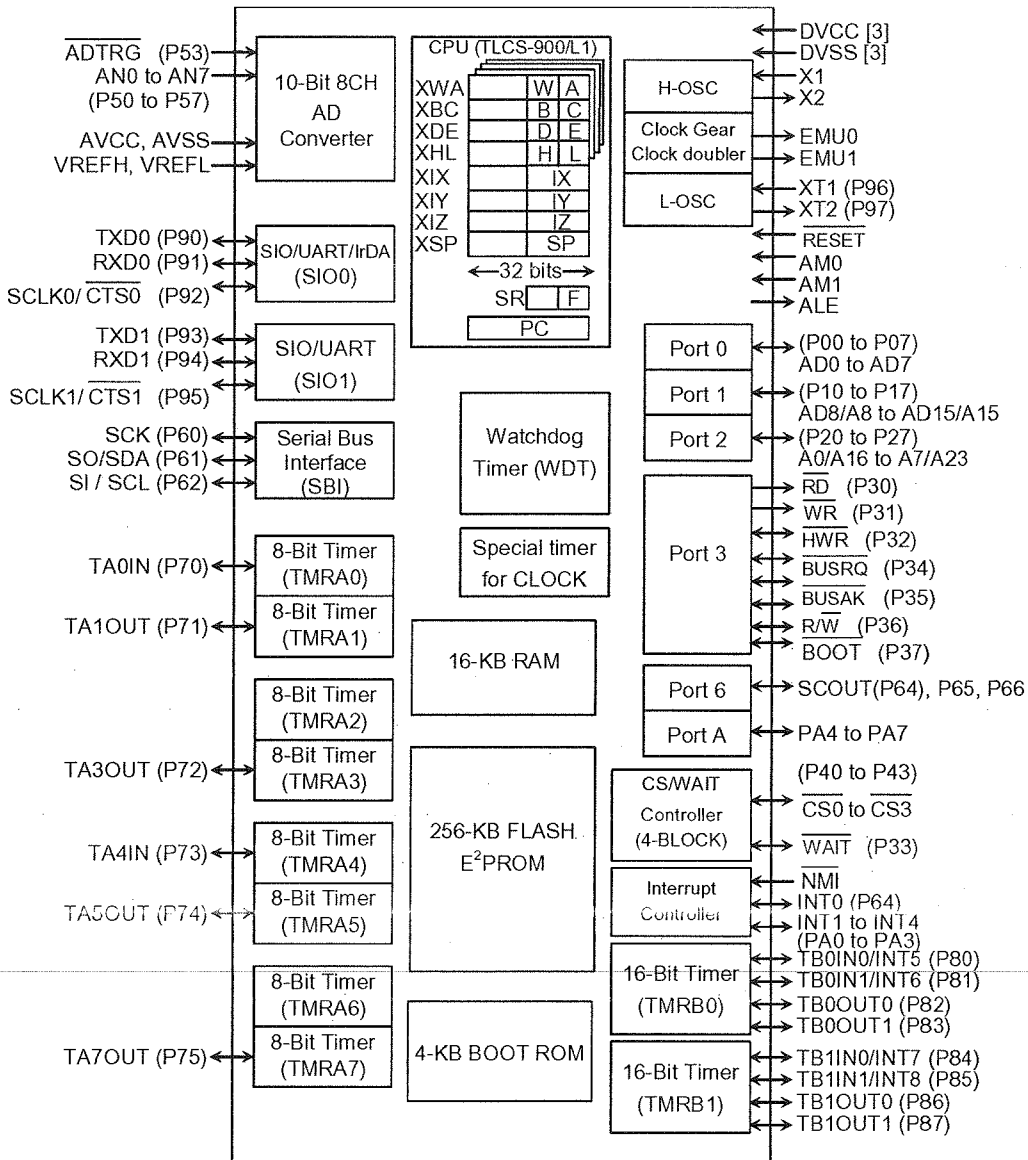 ADTRG (P53)
AN0 to AN7
(P50 to P57)
AVCC, AVSS
VREFH, VREFL
10-Bit 8CH
AD
Converter
TXD0 (P90)
RXD0 (P91)
SCLK0/ CTS0 (P92)
SIO/UART/IrDA
(SIO0)
TXD1 (P93)
RXD1 (P94)
SCLK1/ CTS1 (P95)
SIO/UART
(SIO1)
SCK (P60)
SO/SDA (P61)
SI / SCL (P62)
Serial Bus
Interface
(SBI)
TA0IN (P70)
8-Bit Timer
(TMRA0)
TA1OUT (P71)
8-Bit Timer
(TMRA1)
8-Bit Timer
(TMRA2)
TA3OUT (P72)
8-Bit Timer
(TMRA3)
TA4IN (P73)
8-Bit Timer
(TMRA4)
TA5OUT (P74)
8-Bit Timer
(TMRA5)
8-Bit Timer
(TMRA6)
TA7OUT (P75)
8-Bit Timer
(TMRA7)
CPU (TLCS-900/L1)
XWA W A
XBC B C
XDE D E
XHL H L
XIX IX
XIY IY
XIZ IZ
XSP SP
32 bits
SR F
PC
Watchdog
Timer (WDT)
Special timer
for CLOCK
16-KB RAM
256-KB FLASH
E²PROM
4-KB BOOT ROM
DVCC [3]
DVSS [3]
H-OSC
X1
X2
Clock Gear
Clock doubler
EMU0
EMU1
L-OSC
XT1 (P96)
XT2 (P97)
RESET
AM0
AM1
ALE
Port 0
(P00 to P07)
AD0 to AD7
Port 1
(P10 to P17)
AD8/A8 to AD15/A15
Port 2
(P20 to P27)
A0/A16 to A7/A23
Port 3
RD (P30)
WR (P31)
HWR (P32)
BUSRQ (P34)
BUSAK (P35)
R/W (P36)
BOOT (P37)
Port 6
SCOUT(P64), P65, P66
Port A
PA4 to PA7
CS/WAIT
Controller
(4-BLOCK)
(P40 to P43)
CS0 to CS3
WAIT (P33)
Interrupt
Controller
NMI
INT0 (P64)
INT1 to INT4
(PA0 to PA3)
16-Bit Timer
(TMRB0)
TB0IN0/INT5 (P80)
TB0IN1/INT6 (P81)
TB0OUT0 (P82)
TB0OUT1 (P83)
16-Bit Timer
(TMRB1)
TB1IN0/INT7 (P84)
TB1IN1/INT8 (P85)
TB1OUT0 (P86)
TB1OUT1 (P87)